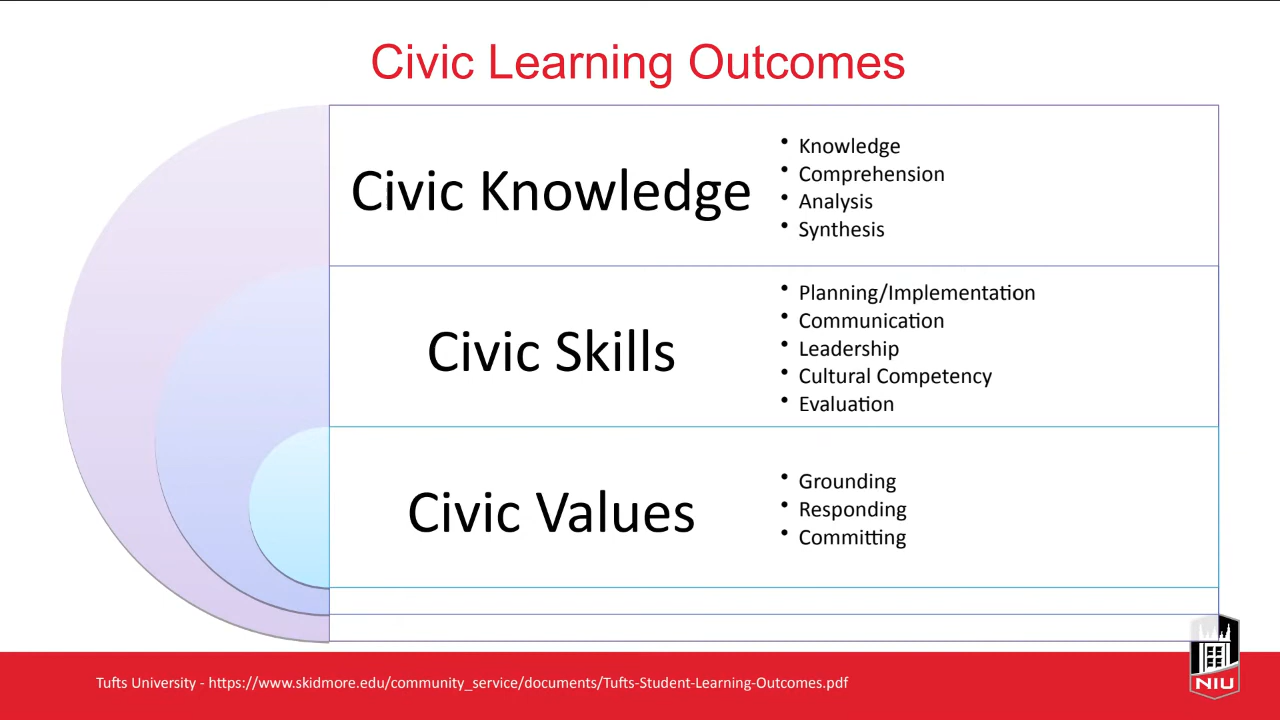 Civic Learning Outcomes
Civic Knowledge
• Knowledge
• Comprehension
• Analysis
• Synthesis
Civic Skills
• Planning/Implementation
• Communication
• Leadership
• Cultural Competency
• Evaluation
Civic Values
• Grounding
• Responding
• Committing
Tufts University - https://www.skidmore.edu/community_service/documents/Tufts-Student-Learning-Outcomes.pdf
NIU